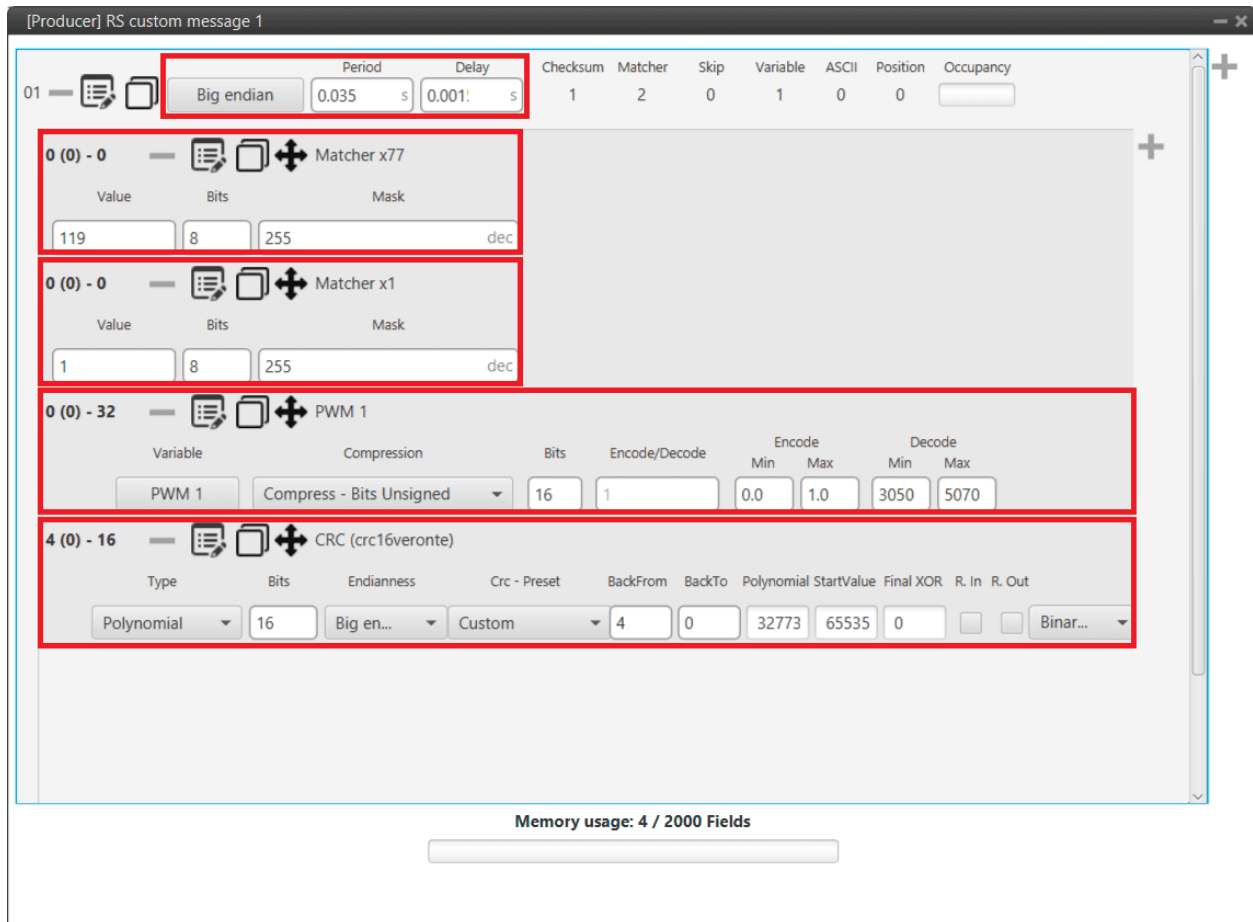 [Producer] RS custom message 1
Period Delay Checksum Matcher Skip Variable ASCII Position Occupancy
01 Big endian 0.035 s 0.001 s 1 2 0 1 0 0
0 (0) - 0 Matcher x77
Value Bits Mask
119 8 255 dec
0 (0) - 0 Matcher x1
Value Bits Mask
1 8 255 dec
0 (0) - 32 PWM 1
Encode Decode
Variable Compression Bits Encode/Decode Min Max Min Max
PWM 1 Compress - Bits Unsigned 16 1 0.0 1.0 3050 5070
4 (0) - 16 CRC (crc16veronte)
Type Bits Endianness Crc - Preset BackFrom BackTo Polynomial StartValue Final XOR R. In R. Out
Polynomial 16 Big en... Custom 4 0 32773 65535 0 Binar...
Memory usage: 4 / 2000 Fields